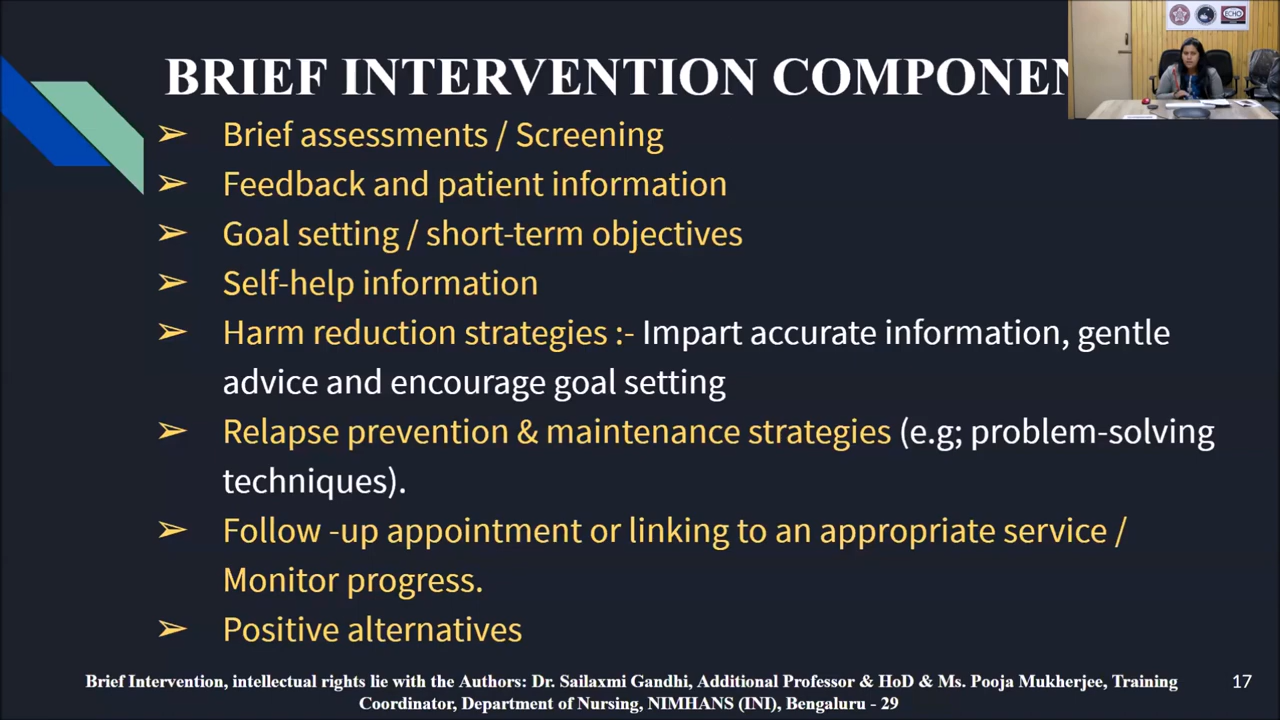 BRIEF INTERVENTION COMPONEN
➢ Brief assessments / Screening
➢ Feedback and patient information
➢ Goal setting / short-term objectives
➢ Self-help information
➢ Harm reduction strategies :- Impart accurate information, gentle
advice and encourage goal setting
➢ Relapse prevention & maintenance strategies (e.g; problem-solving
techniques).
➢ Follow -up appointment or linking to an appropriate service /
Monitor progress.
➢ Positive alternatives
Brief Intervention, intellectual rights lie with the Authors: Dr. Sailaxmi Gandhi, Additional Professor & HoD & Ms. Pooja Mukherjee, Training
Coordinator, Department of Nursing, NIMHANS (INI), Bengaluru - 29
17